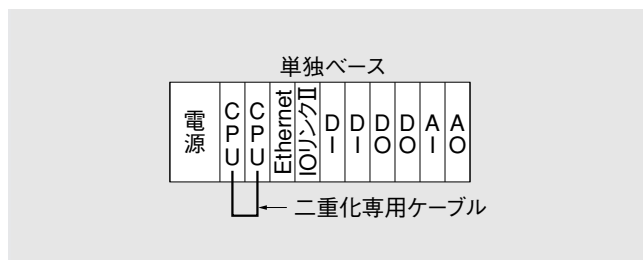 単独ベース
電源
CPU
CPU
Ethernet
IOリンクⅡ
DI
DI
DO
DO
AI
AO
二重化専用ケーブル